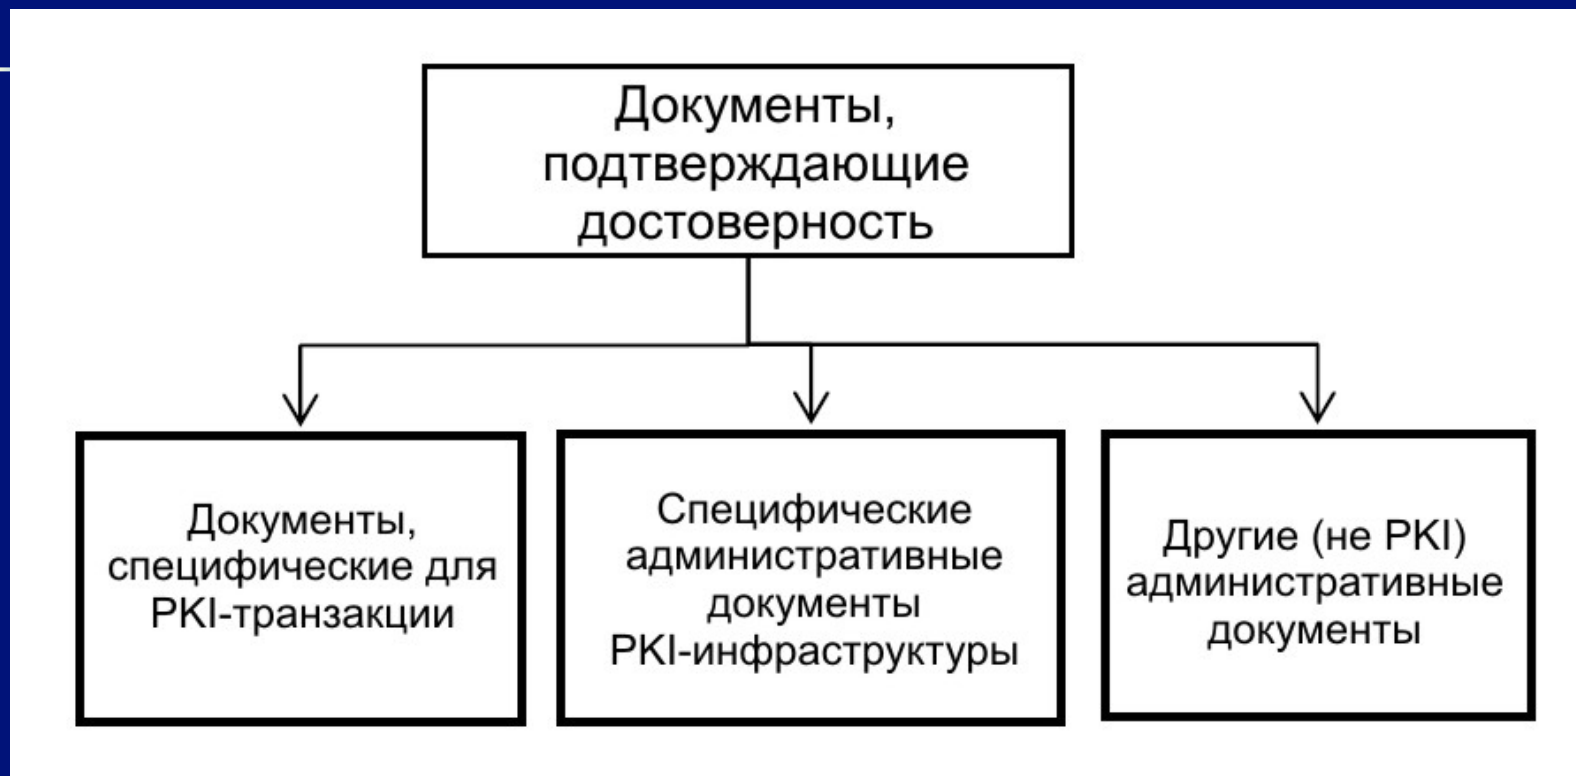 Документы,
подтверждающие
достоверность
Документы,
специфические для
PKI-транзакции
Специфические
административные
документы
PKI-инфраструктуры
Другие (не PKI)
административные
документы